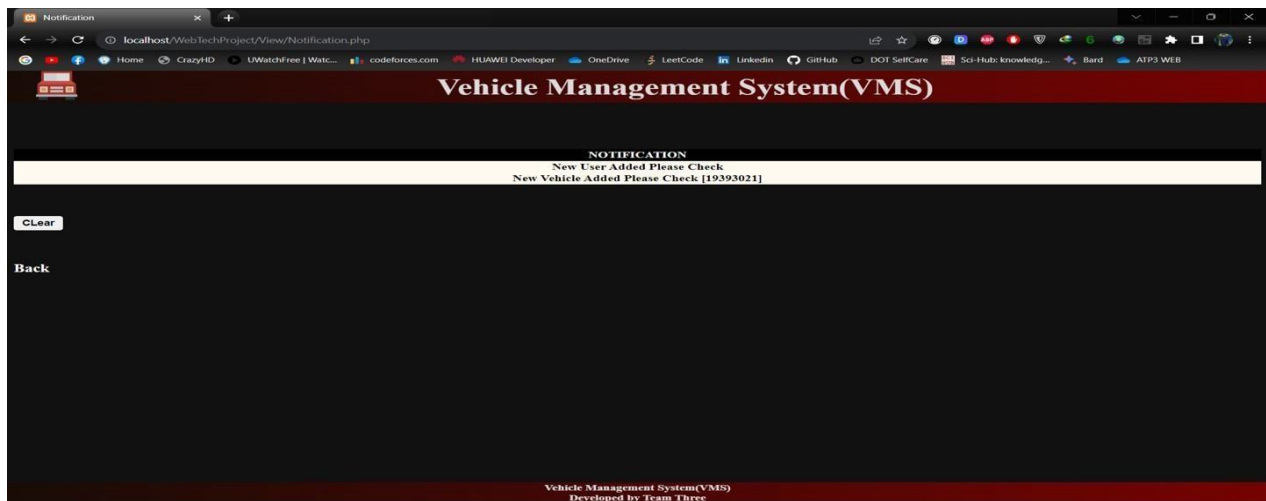 Notification
localhost/WebTechProject/View/Notification.php
Home CrazyHD UWatchFree | Watc... codeforces.com HUAWEI Developer OneDrive LeetCode Linkedin GitHub DOT SelfCare Sci-Hub: knowledg... Bard ATP3 WEB
Vehicle Management System(VMS)
NOTIFICATION
New User Added Please Check
New Vehicle Added Please Check [19393021]
CLear
Back
Vehicle Management System(VMS)
Developed by Team Three